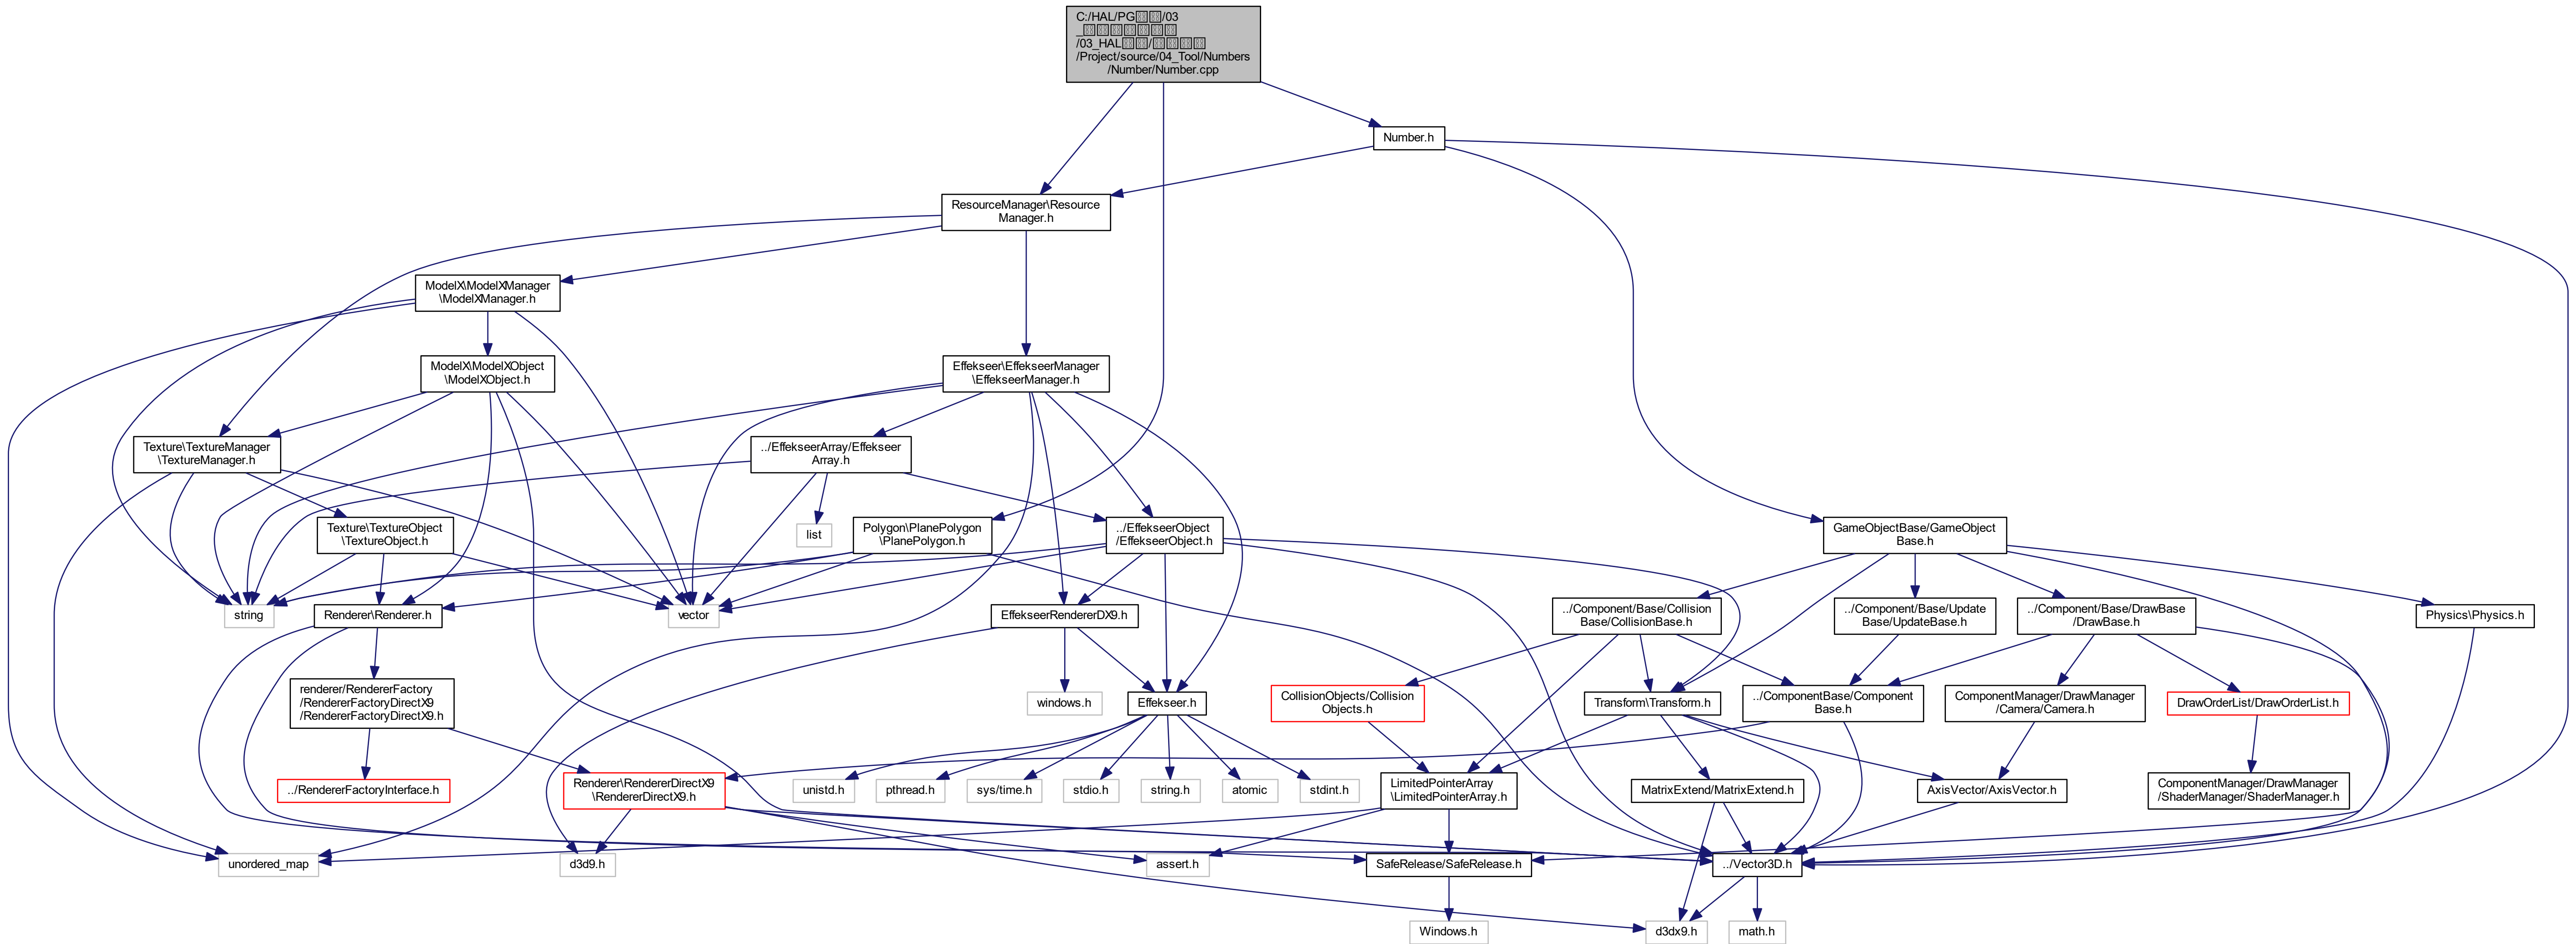 C:/HAL/PG
/03
_
/03_HAL
/
/Project/source/04_Tool/Numbers
/Number/Number.cpp
Number.h
ResourceManager\Resource
Manager.h
ModelX\ModelXManager
\ModelXManager.h
ModelX\ModelXObject
\ModelXObject.h
Effekseer\EffekseerManager
\EffekseerManager.h
Texture\TextureManager
\TextureManager.h
../EffekseerArray/Effekseer
Array.h
Texture\TextureObject
\TextureObject.h
list
Polygon\PlanePolygon
\PlanePolygon.h
../EffekseerObject
/EffekseerObject.h
GameObjectBase/GameObject
Base.h
string
Renderer\Renderer.h
vector
EffekseerRendererDX9.h
../Component/Base/Collision
Base/CollisionBase.h
../Component/Base/Update
Base/UpdateBase.h
../Component/Base/DrawBase
/DrawBase.h
Physics\Physics.h
renderer/RendererFactory
/RendererFactoryDirectX9
/RendererFactoryDirectX9.h
windows.h
Effekseer.h
CollisionObjects/Collision
Objects.h
Transform\Transform.h
../ComponentBase/Component
Base.h
ComponentManager/DrawManager
/Camera/Camera.h
DrawOrderList/DrawOrderList.h
../RendererFactoryInterface.h
Renderer\RendererDirectX9
\RendererDirectX9.h
unistd.h
pthread.h
sys/time.h
stdio.h
string.h
atomic
stdint.h
LimitedPointerArray
\LimitedPointerArray.h
MatrixExtend/MatrixExtend.h
AxisVector/AxisVector.h
ComponentManager/DrawManager
/ShaderManager/ShaderManager.h
unordered_map
d3d9.h
assert.h
SafeRelease/SafeRelease.h
../Vector3D.h
Windows.h
d3dx9.h
math.h